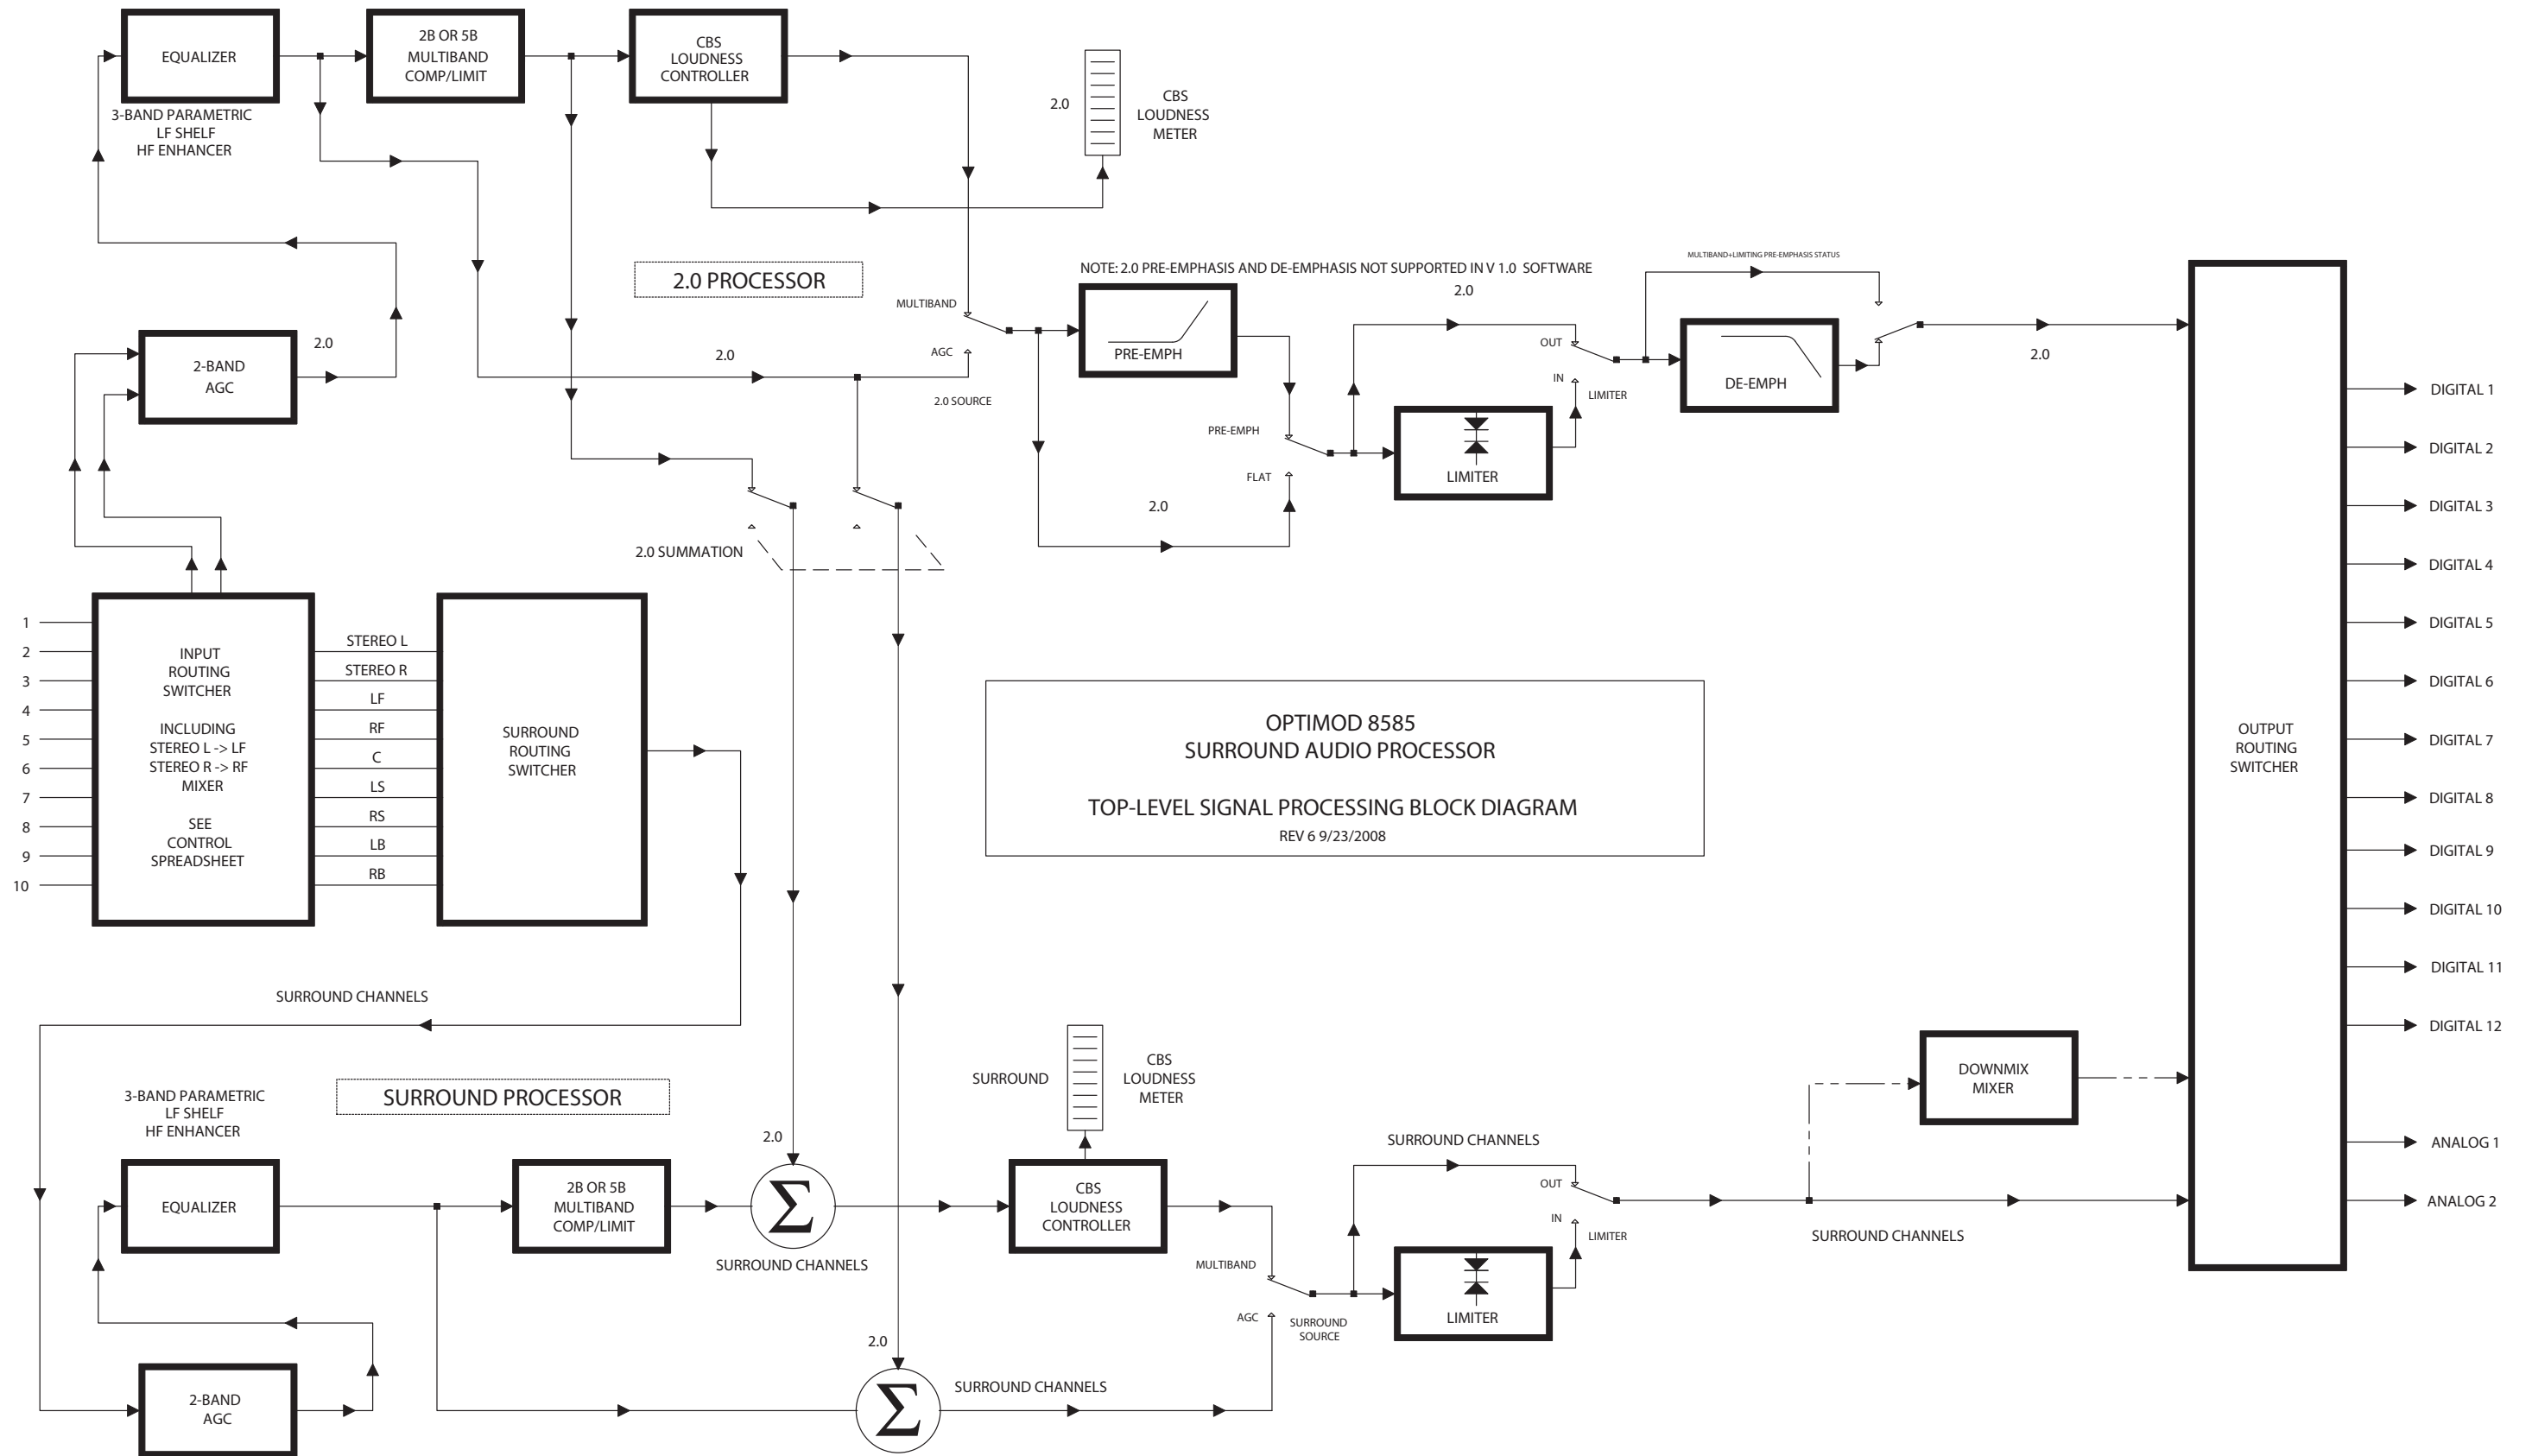 EQUALIZER
3-BAND PARAMETRIC
LF SHELF
HF ENHANCER
2B OR 5B
MULTIBAND
COMP/LIMIT
CBS
LOUDNESS
CONTROLLER
2.0
CBS
LOUDNESS
METER
2-BAND
AGC
2.0
2.0 PROCESSOR
2.0
MULTIBAND
AGC
2.0 SOURCE
NOTE: 2.0 PRE-EMPHASIS AND DE-EMPHASIS NOT SUPPORTED IN V 1.0 SOFTWARE
2.0
PRE-EMPH
PRE-EMPH
FLAT
2.0
LIMITER
OUT
IN
LIMITER
MULTIBAND+LIMITING PRE-EMPHASIS STATUS
DE-EMPH
2.0
2.0 SUMMATION
1
2
3
4
5
6
7
8
9
10
INPUT
ROUTING
SWITCHER
INCLUDING
STEREO L -> LF
STEREO R -> RF
MIXER
SEE
CONTROL
SPREADSHEET
STEREO L
STEREO R
LF
RF
C
LS
RS
LB
RB
SURROUND
ROUTING
SWITCHER
OPTIMOD 8585
SURROUND AUDIO PROCESSOR
TOP-LEVEL SIGNAL PROCESSING BLOCK DIAGRAM
REV 6 9/23/2008
OUTPUT
ROUTING
SWITCHER
DIGITAL 1
DIGITAL 2
DIGITAL 3
DIGITAL 4
DIGITAL 5
DIGITAL 6
DIGITAL 7
DIGITAL 8
DIGITAL 9
DIGITAL 10
DIGITAL 11
DIGITAL 12
ANALOG 1
ANALOG 2
SURROUND CHANNELS
3-BAND PARAMETRIC
LF SHELF
HF ENHANCER
SURROUND PROCESSOR
EQUALIZER
2B OR 5B
MULTIBAND
COMP/LIMIT
2.0
Σ
SURROUND CHANNELS
SURROUND
CBS
LOUDNESS
METER
CBS
LOUDNESS
CONTROLLER
2-BAND
AGC
2.0
Σ
SURROUND CHANNELS
MULTIBAND
AGC
SURROUND
SOURCE
SURROUND CHANNELS
LIMITER
OUT
IN
LIMITER
SURROUND CHANNELS
DOWNMIX
MIXER